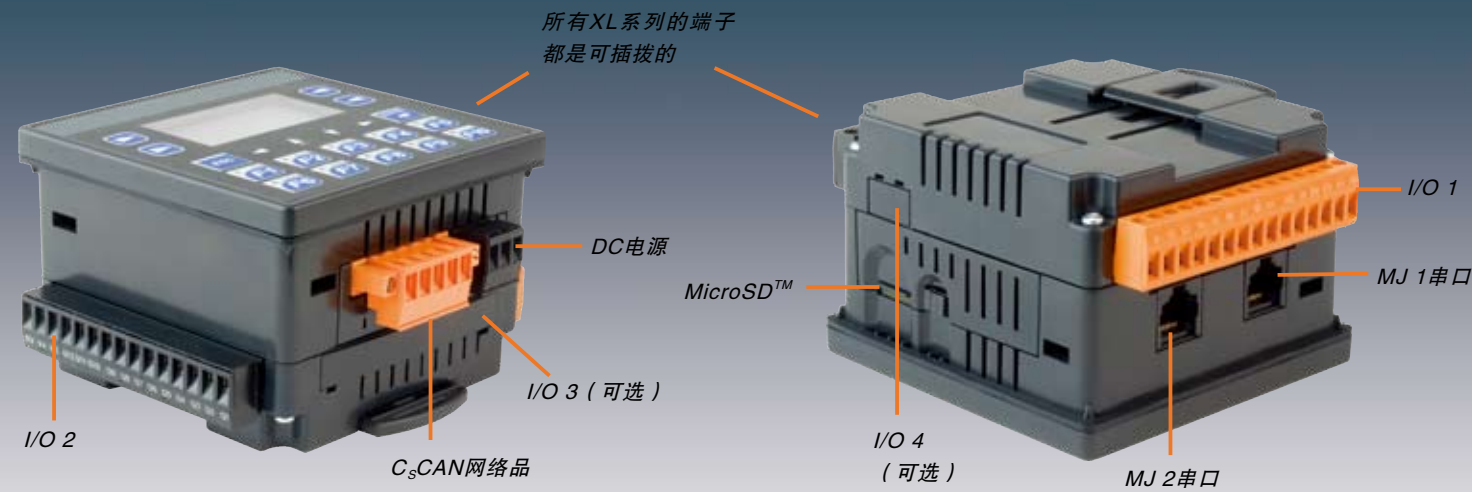 所有XL系列的端子
都是可插拨的
I/O 1
DC电源
MicroSD™
MJ 1串口
I/O 3（可选）
I/O 2
CsCAN网络品
I/O 4
（可选）
MJ 2串口